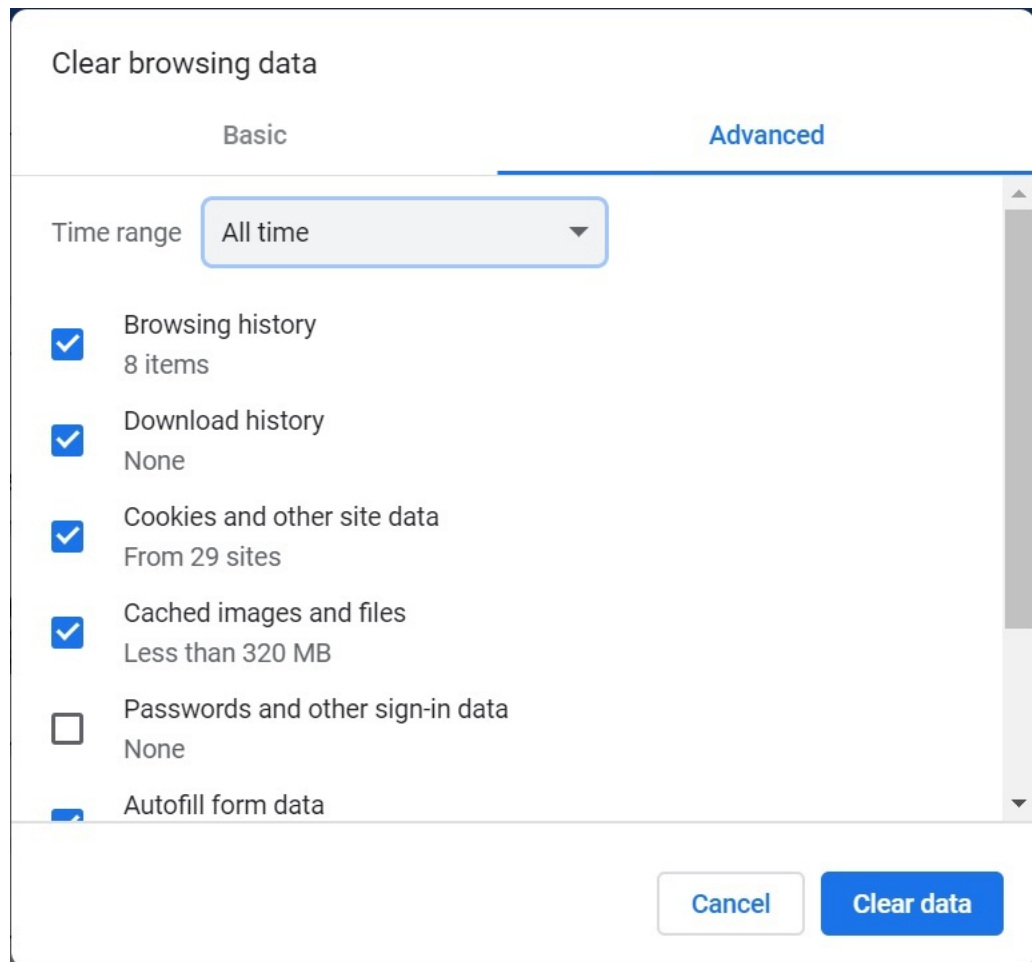 Clear browsing data
Basic
Advanced
Time range
All time
Browsing history
8 items
Download history
None
Cookies and other site data
From 29 sites
Cached images and files
Less than 320 MB
Passwords and other sign-in data
None
Autofill form data
Cancel
Clear data